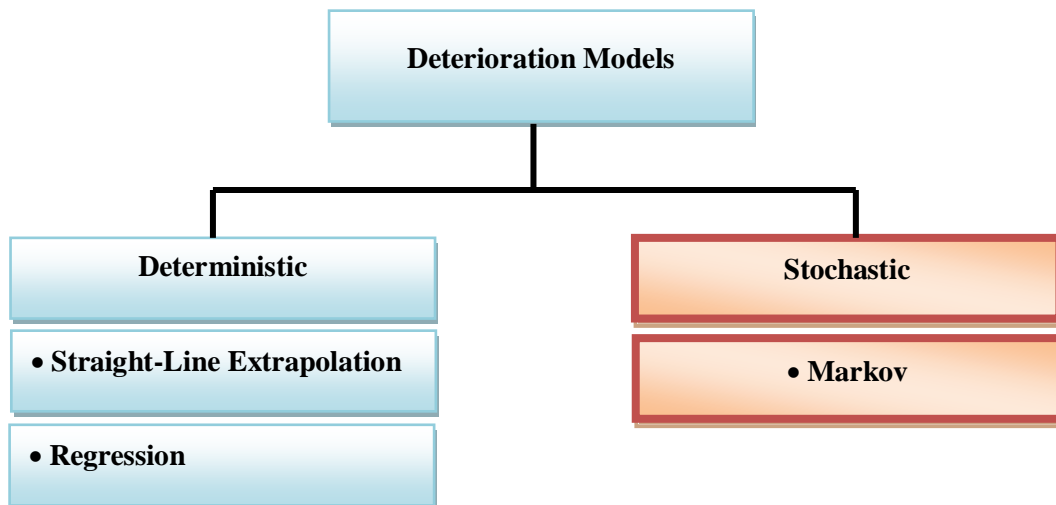 Deterioration Models
Deterministic
• Straight-Line Extrapolation
• Regression
Stochastic
• Markov